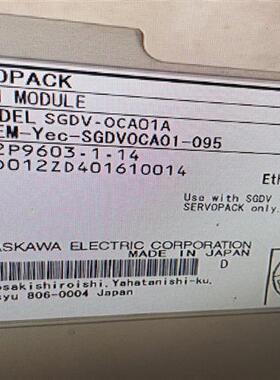 OPACK
MODULE
DEL SGDV-OCA01A
EM-Yec-SGDVOCA01-095
2P9603-1-14
D012ZD401610014
Eth
Use with SGDV
SERVOPACK only.
ASKAWA ELECTRIC CORPORATION
MADE IN JAPAN
D
osakishiroishi, Yahatanishi-ku,
syu 806-0004 Japan